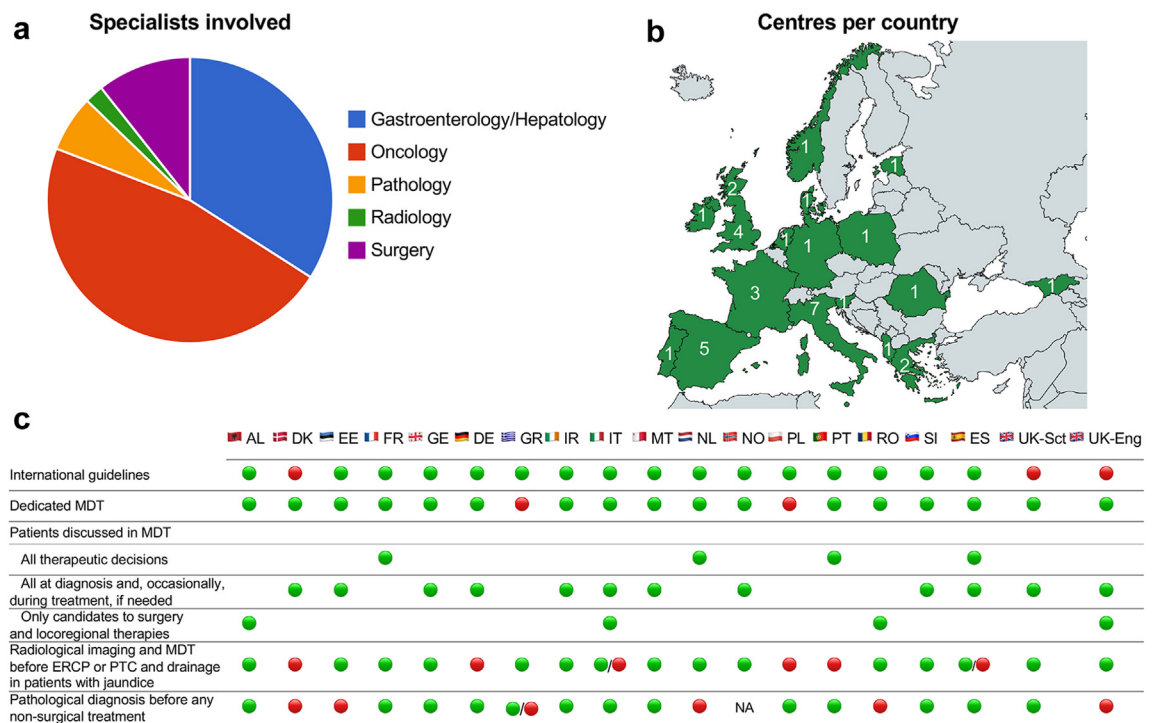 a
Specialists involved
Gastroenterology/Hepatology
Oncology
Pathology
Radiology
Surgery
b
Centres per country
1
1
2
1
1
4
1
1
1
3
7
1
1
1
1
5
1
2
c
AL DK EE FR GE DE GR IR IT MT NL NO PL PT RO SI ES UK-Sct UK-Eng
International guidelines
Dedicated MDT
Patients discussed in MDT
All therapeutic decisions
All at diagnosis and, occasionally,
during treatment, if needed
Only candidates to surgery
and locoregional therapies
Radiological imaging and MDT
before ERCP or PTC and drainage
in patients with jaundice
/ /
Pathological diagnosis before any
non-surgical treatment
/ NA